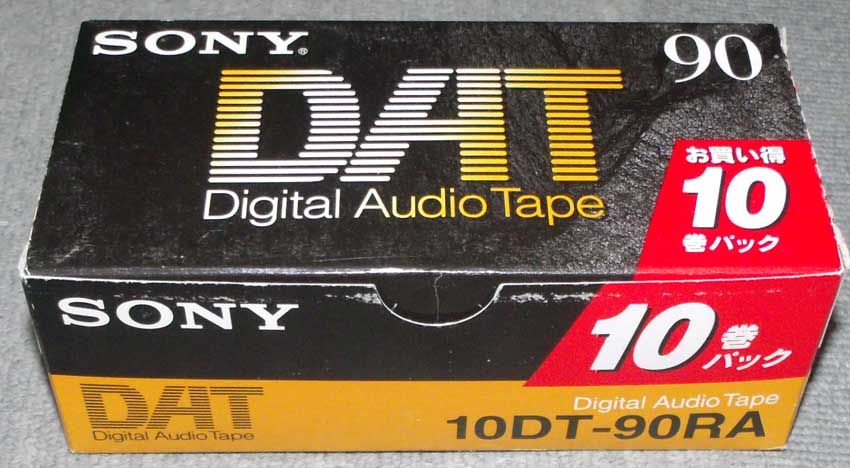 SONY®
90
DAT
Digital Audio Tape
お買い得
10
巻パック
SONY
10巻
パック
DAT
Digital Audio Tape
Digital Audio Tape
10DT-90RA